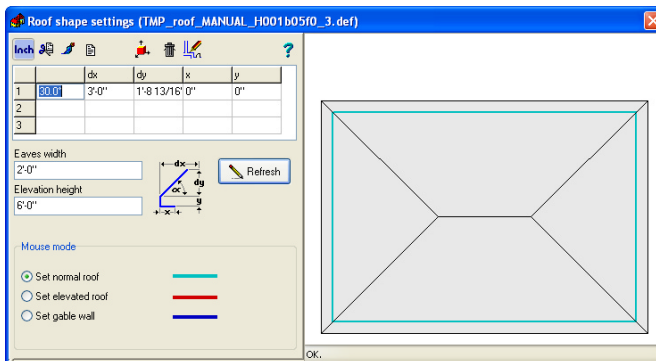 Roof shape settings (TMP_roof_MANUAL_H001b05f0_3.def)
Inch ?
dx dy x y
1 30.0° 3'-0" 1'-8 13/16" 0" 0"
2
3
Eaves width
2'-0"
Elevation height
6'-0"
dx
α dy
y
x
Refresh
Mouse mode
Set normal roof
Set elevated roof
Set gable wall
OK.